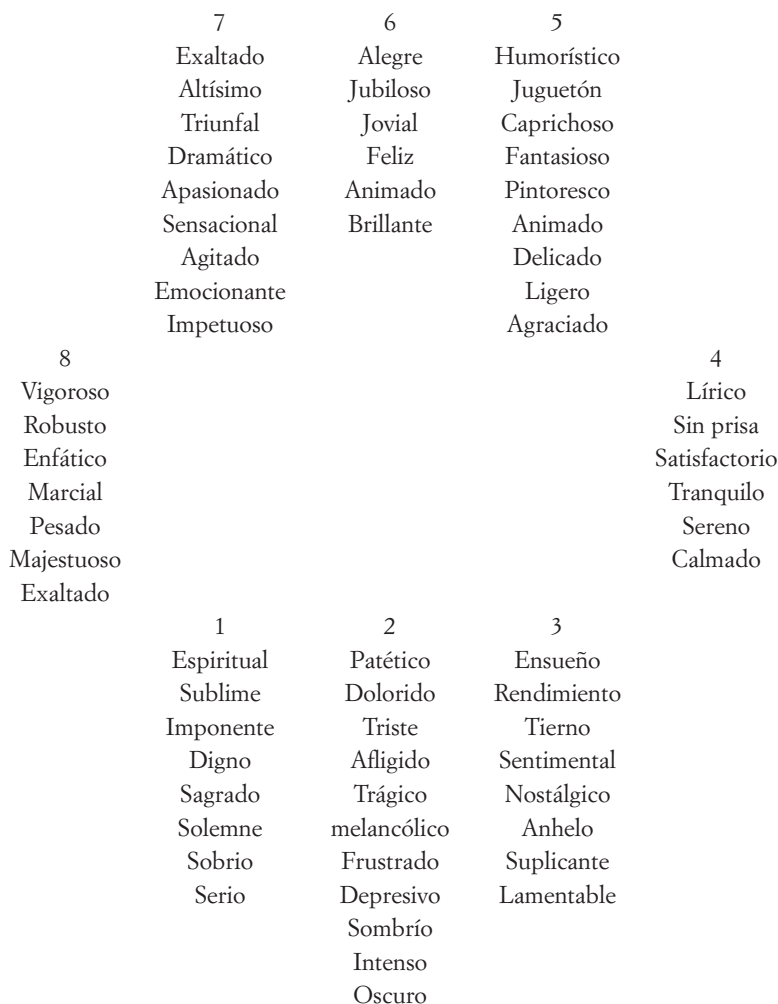 7
Exaltado
Altísimo
Triunfal
Dramático
Apasionado
Sensacional
Agitado
Emocionante
Impetuoso
6
Alegre
Jubiloso
Jovial
Feliz
Animado
Brillante
5
Humorístico
Juguetón
Caprichoso
Fantasioso
Pintoresco
Animado
Delicado
Ligero
Agraciado
8
Vigoroso
Robusto
Enfático
Marcial
Pesado
Majestuoso
Exaltado
4
Lírico
Sin prisa
Satisfactorio
Tranquilo
Sereno
Calmado
1
Espiritual
Sublime
Imponente
Digno
Sagrado
Solemne
Sobrio
Serio
2
Patético
Dolorido
Triste
Afligido
Trágico
melancólico
Frustrado
Depresivo
Sombrío
Intenso
Oscuro
3
Ensueño
Rendimiento
Tierno
Sentimental
Nostálgico
Anhelo
Suplicante
Lamentable